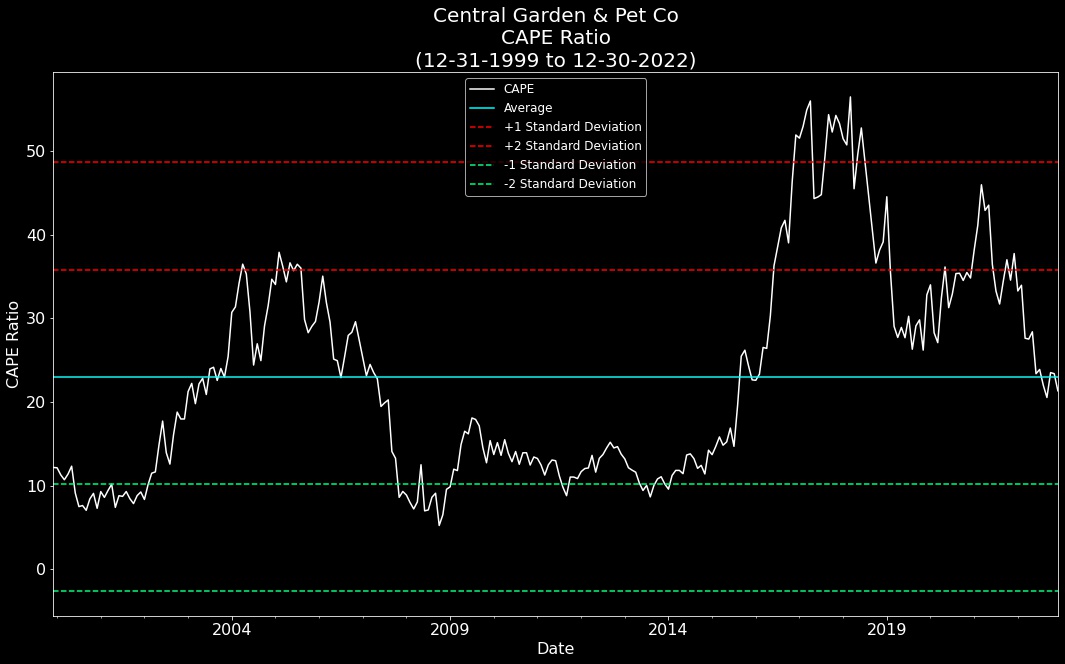 Central Garden & Pet Co
CAPE Ratio
(12-31-1999 to 12-30-2022)
CAPE
Average
+1 Standard Deviation
+2 Standard Deviation
-1 Standard Deviation
-2 Standard Deviation
CAPE Ratio
50
40
30
20
10
0
2004
2009
2014
2019
Date